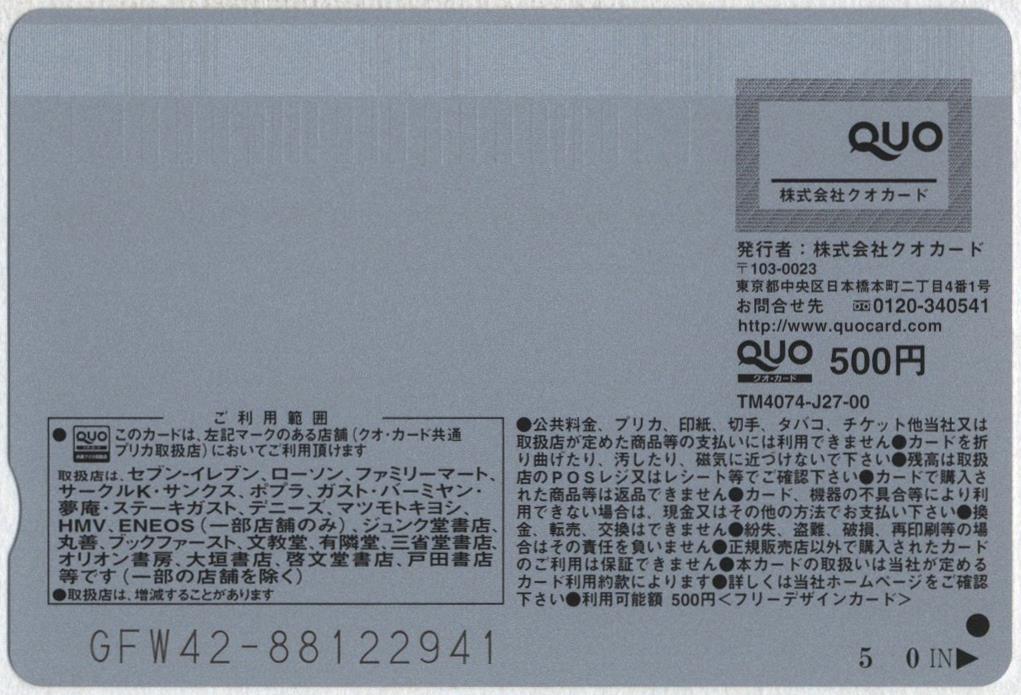 QUO
株式会社クオカード
発行者：株式会社クオカード
〒103-0023
東京都中央区日本橋本町二丁目4番1号
お問合せ先 0120-340541
http://www.quocard.com
QUO 500円
クオ・カード
TM4074-J27-00
ご利用範囲
●QUO このカードは、左記マークのある店舗（クオ・カード共通
プリカ取扱店）においてご利用頂けます
取扱店は、セブン-イレブン、ローソン、ファミリーマート、
サークルK・サンクス、ポプラ、ガスト・バーミヤン・
夢庵・ステーキガスト、デニーズ、マツモトキヨシ、
HMV、ENEOS（一部店舗のみ）、ジュンク堂書店、
丸善、ブックファースト、文教堂、有隣堂、三省堂書店、
オリオン書房、大垣書店、啓文堂書店、戸田書店
等です（一部の店舗を除く）
●取扱店は、増減することがあります
●公共料金、プリカ、印紙、切手、タバコ、チケット他当社又は
取扱店が定めた商品等の支払いには利用できません●カードを折
り曲げたり、汚したり、磁気に近づけないで下さい●残高は取扱
店のＰＯＳレジ又はレシート等でご確認下さい●カードで購入さ
れた商品等は返品できません●カード、機器の不具合等により利
用できない場合は、現金又はその他の方法でお支払い下さい●換
金、転売、交換はできません●紛失、盗難、破損、再印刷等の場
合はその責任を負いません●正規販売店以外で購入されたカード
のご利用は保証できません●本カードの取扱いは当社が定める
カード利用約款によります●詳しくは当社ホームページをご確認
下さい●利用可能額 500円＜フリーデザインカード＞
GFW42-88122941
5 0 IN▶